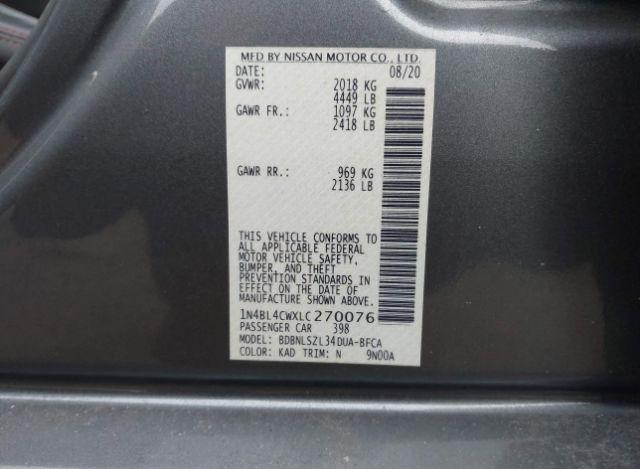 MFD BY NISSAN MOTOR CO., LTD.
DATE: 08/20
GVWR: 2018 KG
4449 LB
GAWR FR.: 1097 KG
2418 LB
GAWR RR.: 969 KG
2136 LB
THIS VEHICLE CONFORMS TO
ALL APPLICABLE FEDERAL
MOTOR VEHICLE SAFETY,
BUMPER, AND THEFT
PREVENTION STANDARDS IN
EFFECT ON THE DATE OF
MANUFACTURE SHOWN ABOVE.
1N4BL4CWXLC270076
PASSENGER CAR 398
MODEL: BDBNLSZL34DUA-BFCA
COLOR: KAD TRIM: N 9N00A